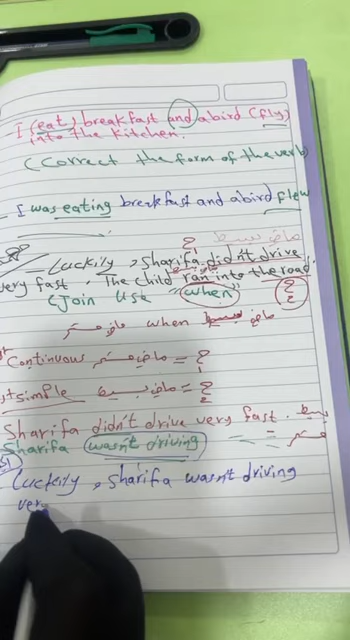 I (eat) breakfast and a bird (fly)
into the kitchen.
(Correct the form of the verb)
I was eating breakfast and a bird flew
ماضي بسيط
Luckily, Sharifa didn't drive
very fast. The child ran into the road.
(Join Use "when")
ماضي مستمر when ماضي بسيط
Continuous = ماضي مستمر
simple = ماضي بسيط
Sharifa didn't drive very fast. بسيط
Sharifa wasn't driving مستمر
Luckily, Sharifa wasn't driving
very